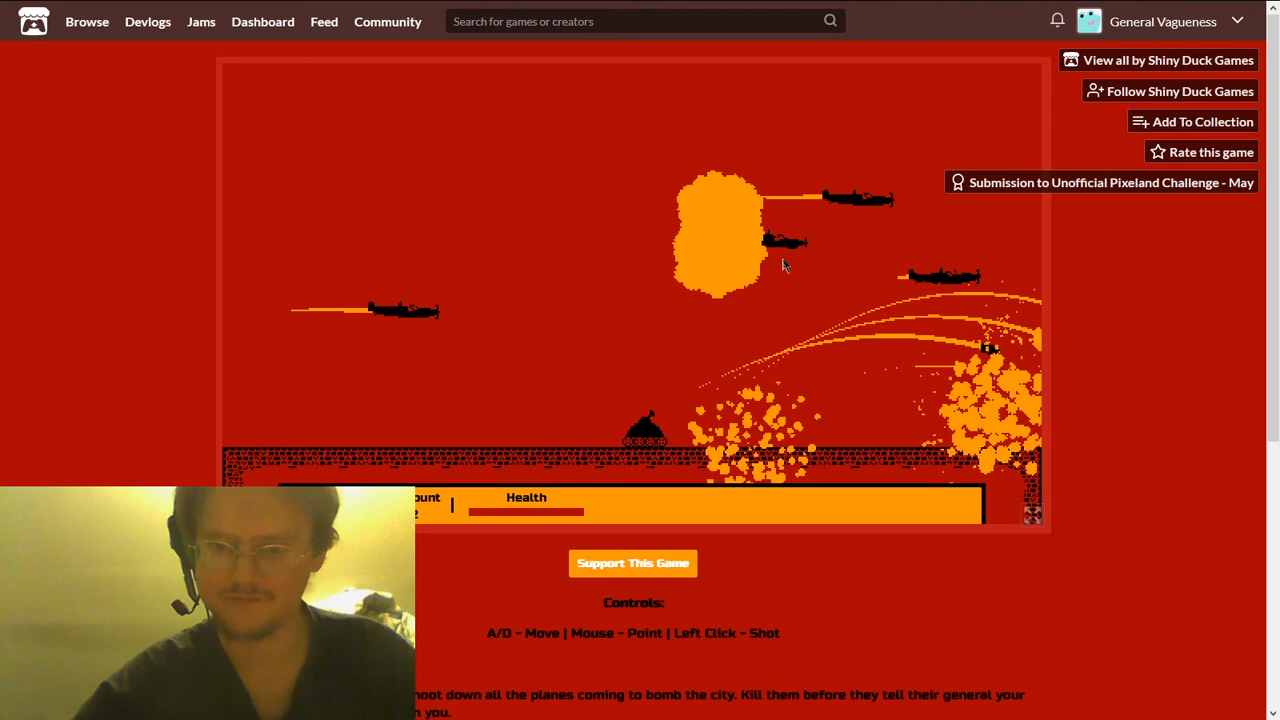 Browse Devlogs Jams Dashboard Feed Community Search for games or creators General Vagueness
View all by Shiny Duck Games
Follow Shiny Duck Games
Add To Collection
Rate this game
Submission to Unofficial Pixeland Challenge - May
Health
Support This Game
Controls:
A/D - Move | Mouse - Point | Left Click - Shot
down all the planes coming to bomb the city. Kill them before they tell their general your
you.